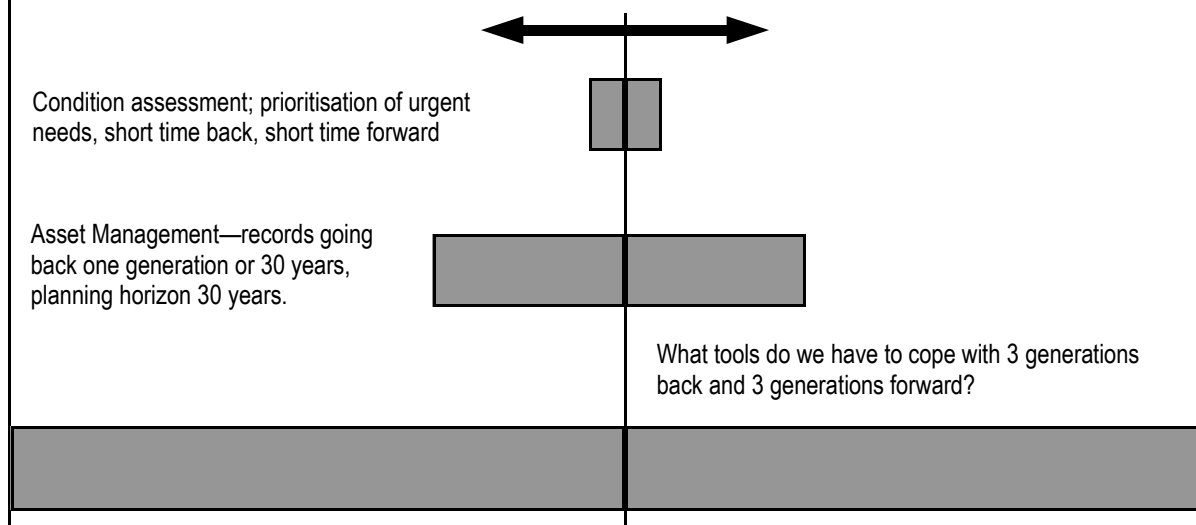 Condition assessment; prioritisation of urgent
needs, short time back, short time forward
Asset Management—records going
back one generation or 30 years,
planning horizon 30 years.
What tools do we have to cope with 3 generations
back and 3 generations forward?